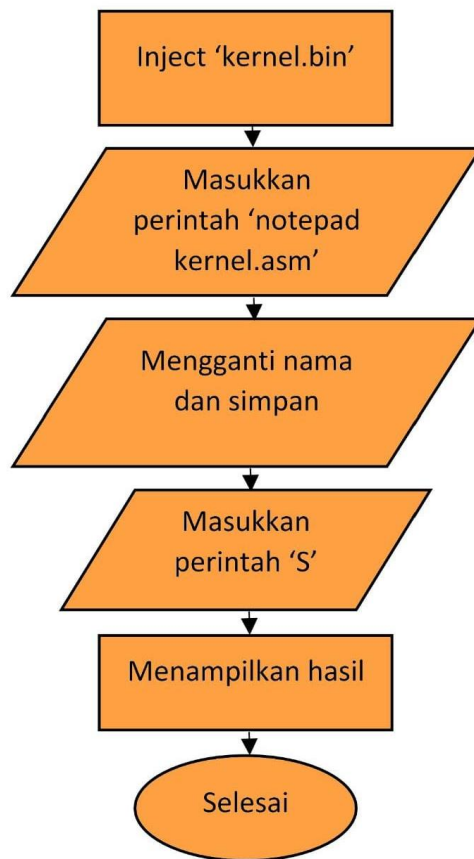 Inject ‘kernel.bin’
Masukkan
perintah ‘notepad
kernel.asm’
Mengganti nama
dan simpan
Masukkan
perintah ‘S’
Menampilkan hasil
Selesai